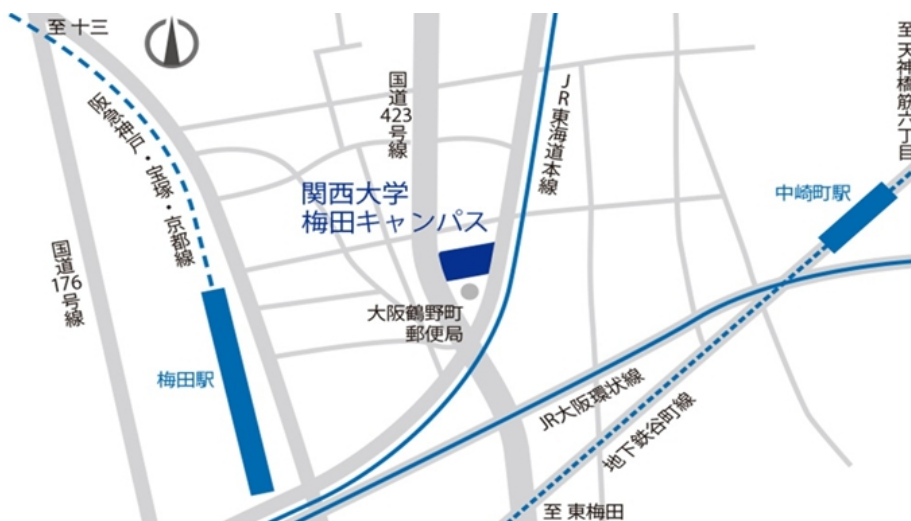 至 十三
阪急神戸・宝塚・京都線
国道176号線
梅田駅
国道423号線
関西大学
梅田キャンパス
大阪鶴野町
郵便局
JR東海道本線
至 天神橋筋六丁目
中崎町駅
JR大阪環状線
地下鉄谷町線
至 東梅田